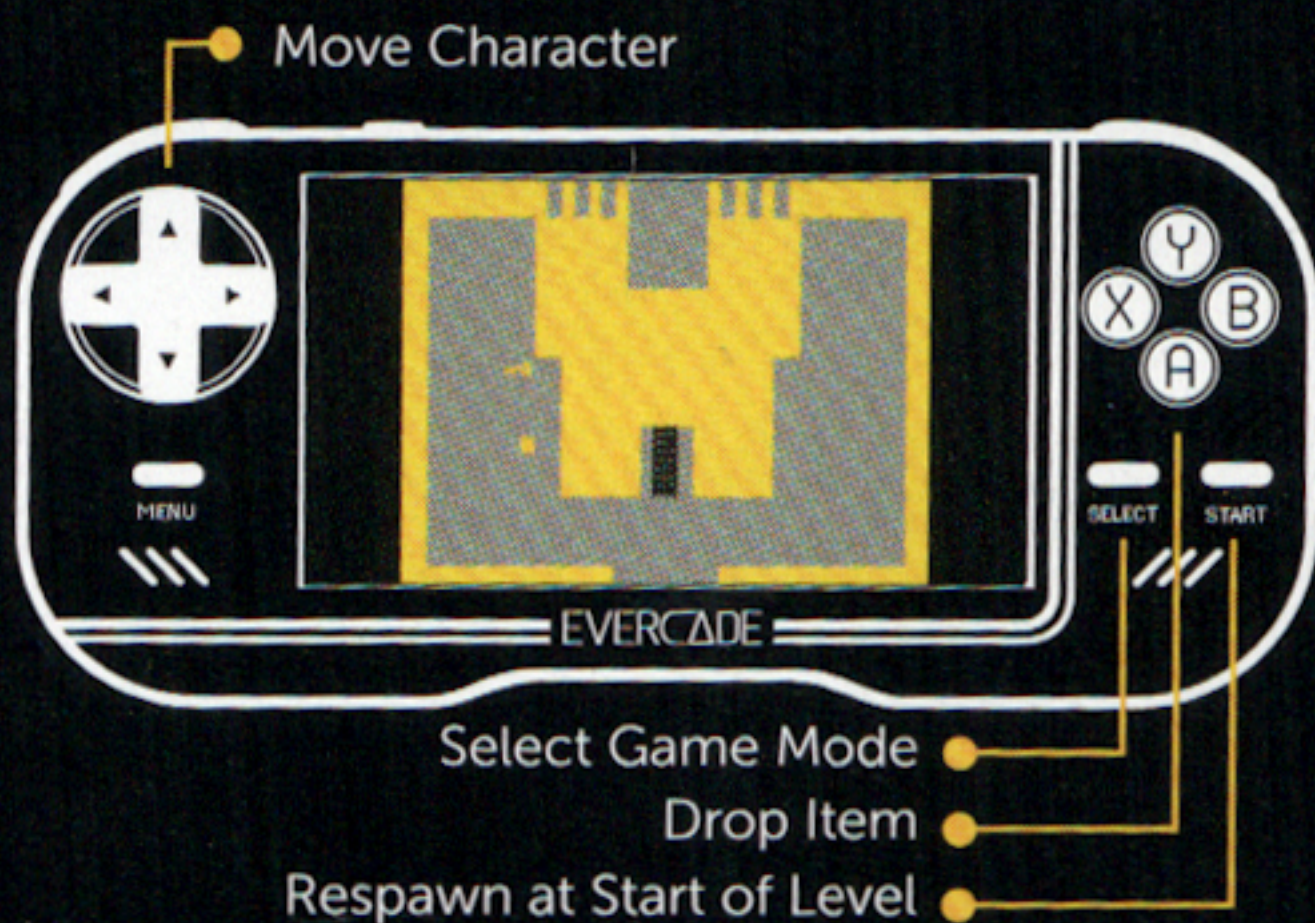 Move Character
Y
X B
A
MENU
SELECT START
EVERCADE
Select Game Mode
Drop Item
Respawn at Start of Level